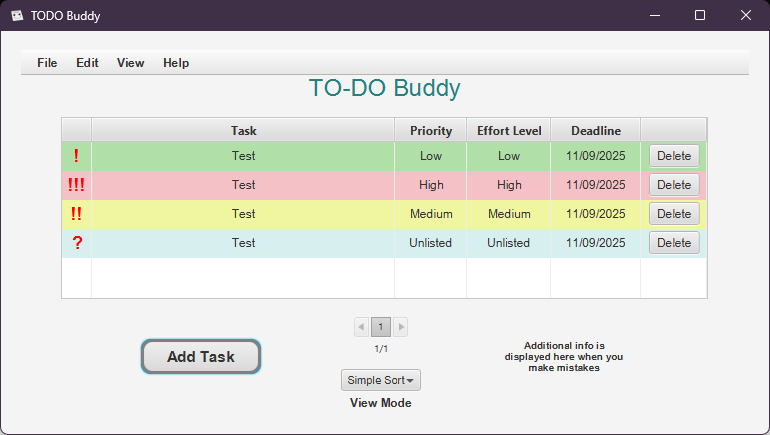 TODO Buddy
File Edit View Help
TO-DO Buddy
Task Priority Effort Level Deadline
! Test Low Low 11/09/2025 Delete
!!! Test High High 11/09/2025 Delete
!! Test Medium Medium 11/09/2025 Delete
? Test Unlisted Unlisted 11/09/2025 Delete
1
1/1
Add Task
Simple Sort
View Mode
Additional info is
displayed here when you
make mistakes